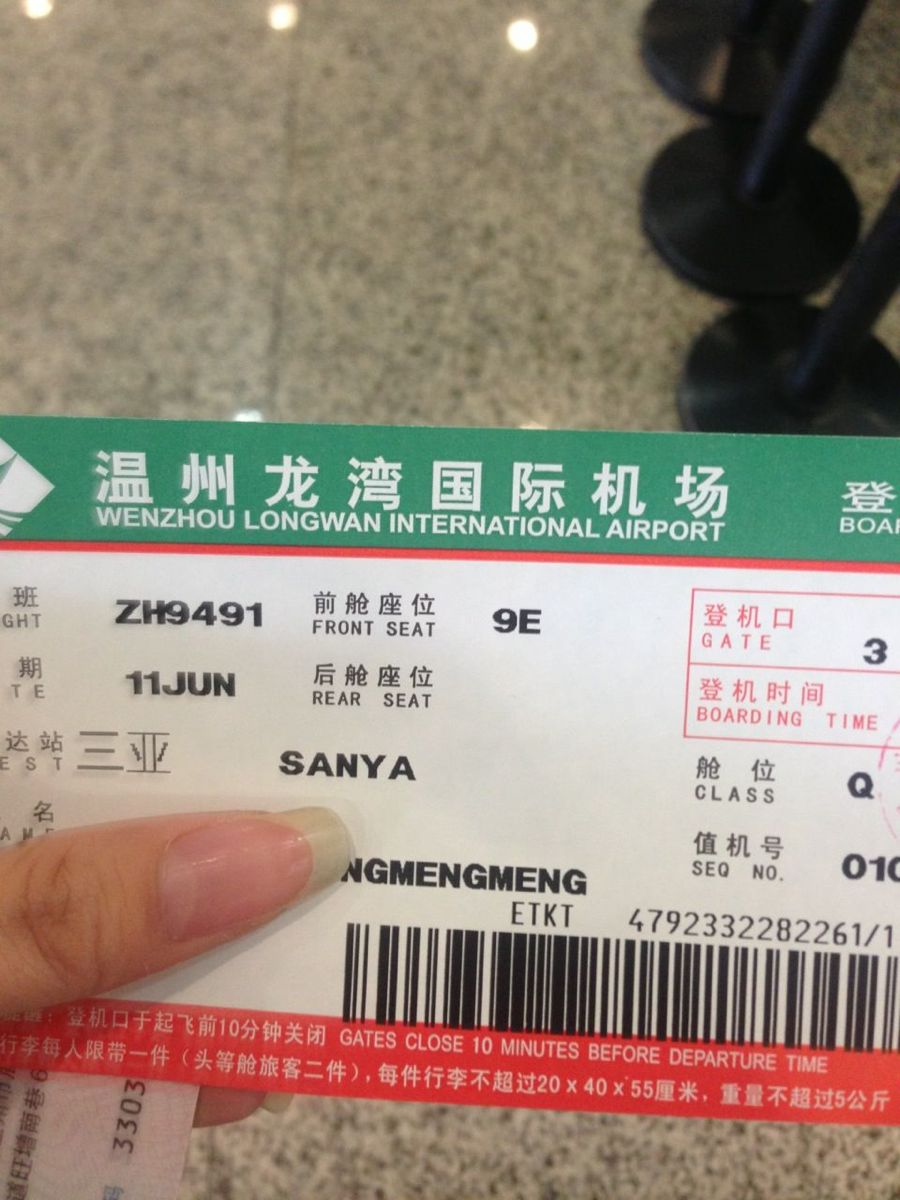 温州龙湾国际机场 登
WENZHOU LONGWAN INTERNATIONAL AIRPORT BOAR
班 ZH9491 前舱座位 9E 登机口 3
GHT FRONT SEAT GATE
期 11JUN 后舱座位 登机时间
TE REAR SEAT BOARDING TIME
达站 三亚 SANYA 舱位 Q
EST CLASS
名 值机号 010
AME SEQ NO.
NGMENGMENG
ETKT 4792332282261/1
登机口于起飞前10分钟关闭 GATES CLOSE 10 MINUTES BEFORE DEPARTURE TIME
行李每人限带一件（头等舱旅客二件），每件行李不超过20×40×55厘米，重量不超过5公斤
3303